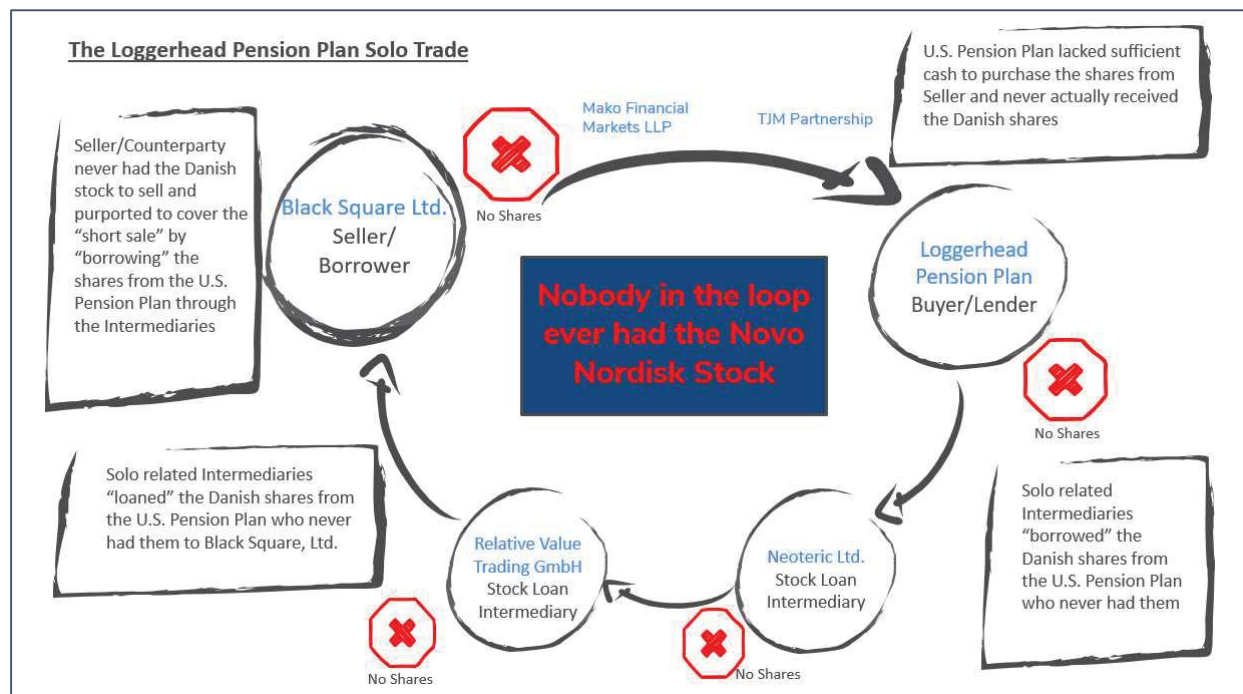 The Loggerhead Pension Plan Solo Trade
Seller/Counterparty
never had the Danish
stock to sell and
purported to cover the
“short sale” by
“borrowing” the
shares from the U.S.
Pension Plan through
the Intermediaries
Black Square Ltd.
Seller/
Borrower
No Shares
Mako Financial
Markets LLP
TJM Partnership
U.S. Pension Plan lacked sufficient
cash to purchase the shares from
Seller and never actually received
the Danish shares
Loggerhead
Pension Plan
Buyer/Lender
Nobody in the loop
ever had the Novo
Nordisk Stock
No Shares
Solo related
Intermediaries
“borrowed” the
Danish shares from
the U.S. Pension Plan
who never had them
Neoteric Ltd.
Stock Loan
Intermediary
No Shares
Relative Value
Trading GmbH
Stock Loan
Intermediary
No Shares
Solo related Intermediaries
“loaned” the Danish shares from
the U.S. Pension Plan who never
had them to Black Square, Ltd.